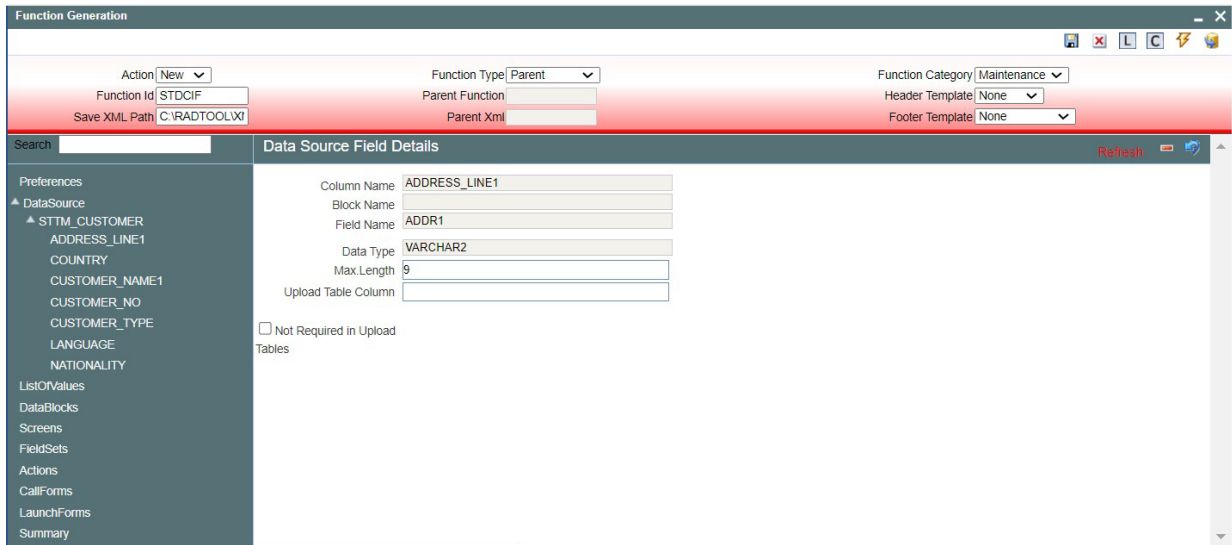 Function Generation
L C
Action New Function Type Parent Function Category Maintenance
Function Id STDCIF Parent Function Header Template None
Save XML Path C:\RADTOOL\XM Parent Xml Footer Template None
Search
Data Source Field Details
Refresh
Preferences
DataSource
STTM_CUSTOMER
ADDRESS_LINE1
COUNTRY
CUSTOMER_NAME1
CUSTOMER_NO
CUSTOMER_TYPE
LANGUAGE
NATIONALITY
ListOfValues
DataBlocks
Screens
FieldSets
Actions
CallForms
LaunchForms
Summary
Column Name ADDRESS_LINE1
Block Name
Field Name ADDR1
Data Type VARCHAR2
Max.Length 9
Upload Table Column
Not Required in Upload
Tables